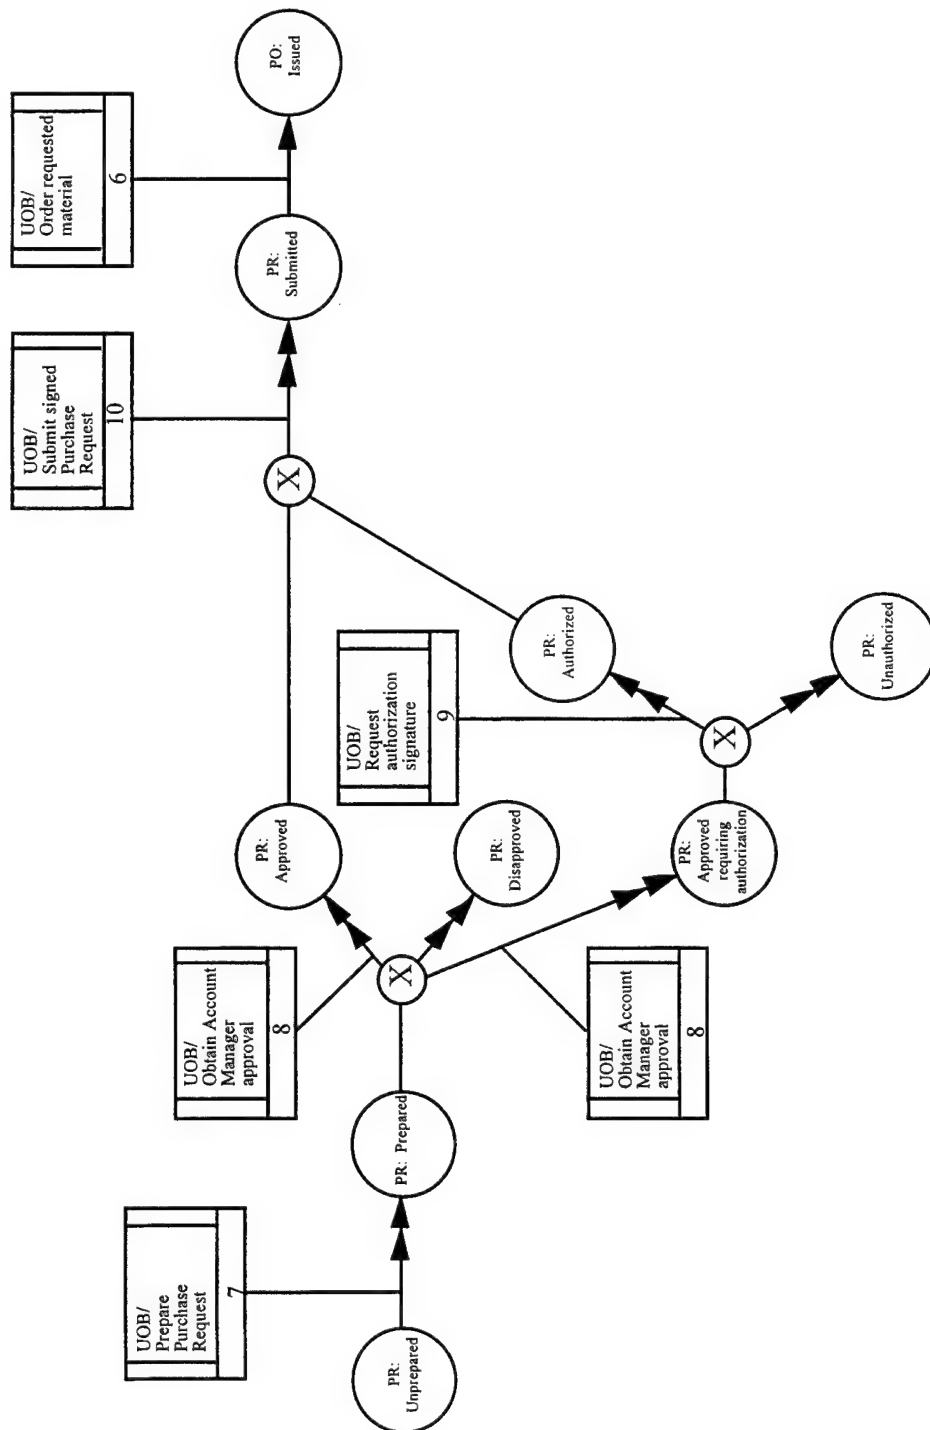 UOB/
Order requested
material
6
PO:
Issued
UOB/
Submit signed
Purchase
Request
10
PR:
Submitted
X
UOB/
Request
authorization
signature
9
PR:
Authorized
PR:
Unauthorized
X
PR:
Approved
PR:
Disapproved
PR:
Approved
requiring
authorization
UOB/
Obtain Account
Manager
approval
8
X
UOB/
Obtain Account
Manager
approval
8
PR: Prepared
UOB/
Prepare
Purchase
Request
7
PR:
Unprepared